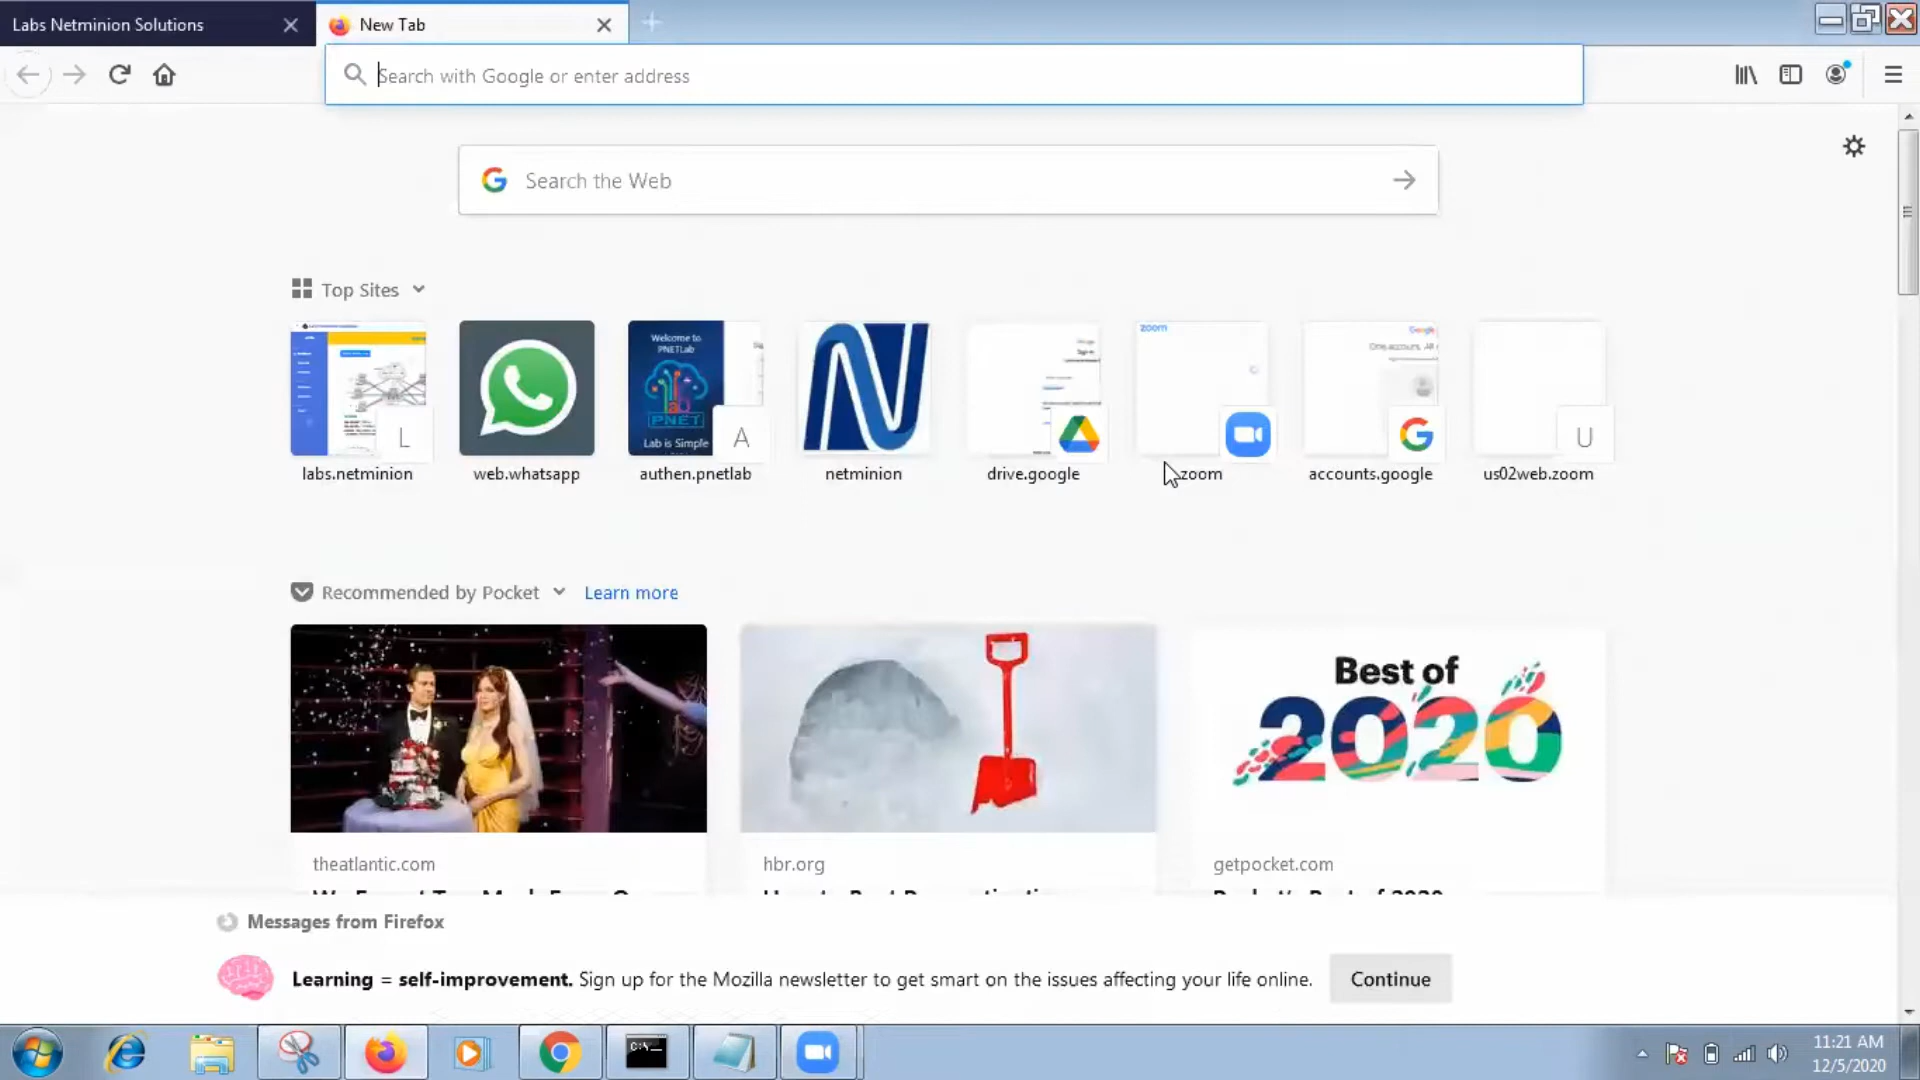 Labs Netminion Solutions
New Tab
Search with Google or enter address
Search the Web
Top Sites
Welcome to
PNETLab
PNET
Lab is Simple
zoom
Google
L
A
U
labs.netminion
web.whatsapp
authen.pnetlab
netminion
drive.google
zoom
accounts.google
us02web.zoom
Recommended by Pocket
Learn more
Best of
2020
theatlantic.com
hbr.org
getpocket.com
Messages from Firefox
Learning = self-improvement. Sign up for the Mozilla newsletter to get smart on the issues affecting your life online.
Continue
11:21 AM
12/5/2020